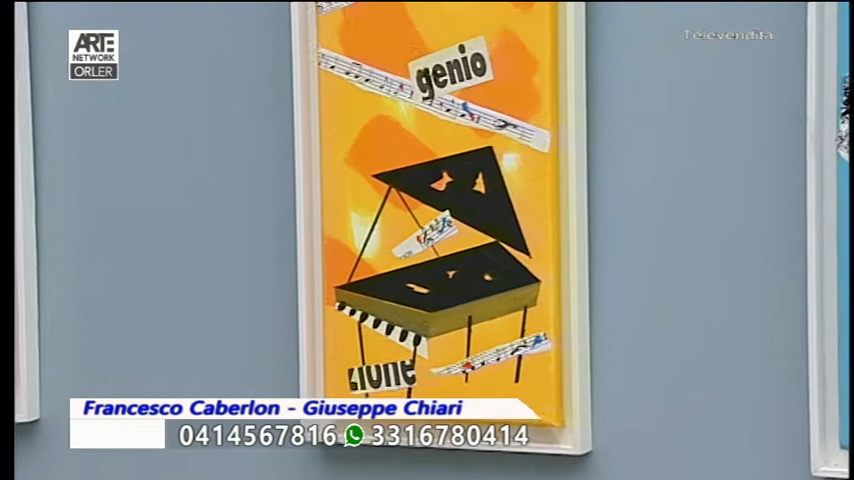 ARTE
NETWORK
ORLER
Televendita
genio
zione
Francesco Caberlon - Giuseppe Chiari
0414567816 3316780414